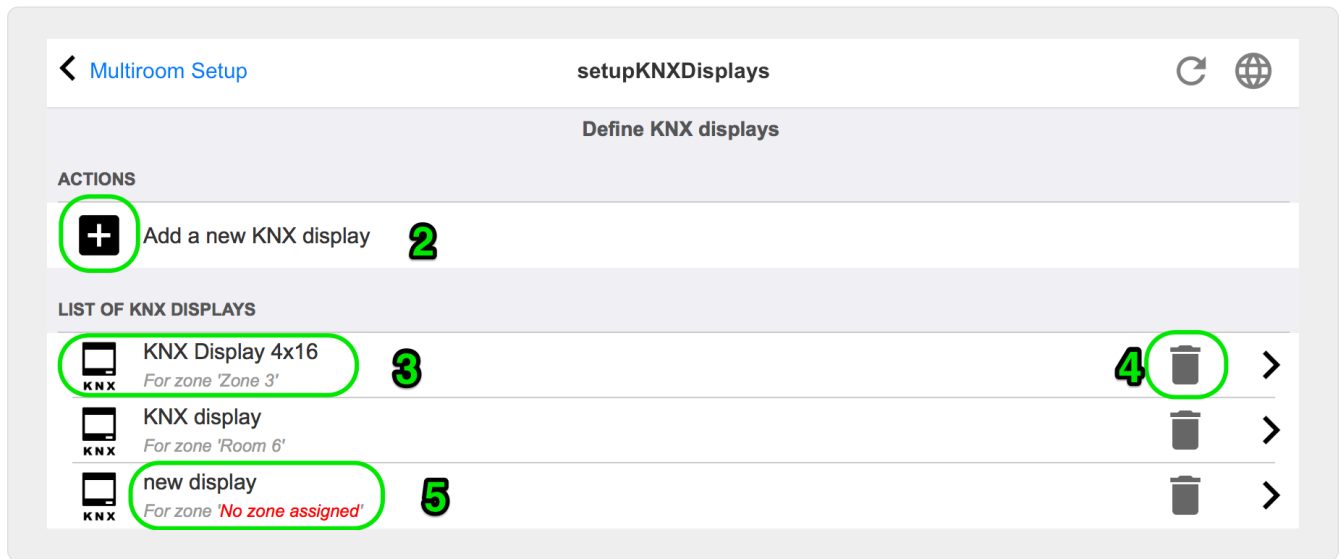 Multiroom Setup
setupKNXDisplays
Define KNX displays
ACTIONS
Add a new KNX display
2
LIST OF KNX DISPLAYS
KNX Display 4x16
KNX
For zone 'Zone 3'
3
4
KNX display
KNX
For zone 'Room 6'
new display
KNX
For zone 'No zone assigned'
5